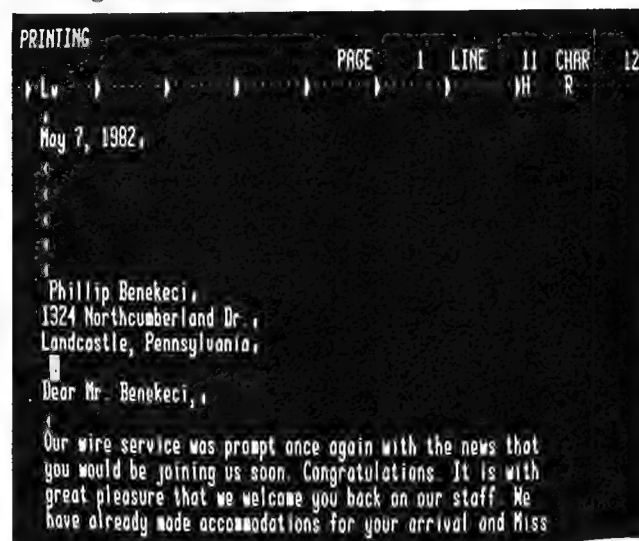 PRINTING
PAGE 1 LINE 11 CHAR 12
L H R
May 7, 1982
Phillip Benekeci
1324 Northcumberland Dr.
Landcastle, Pennsylvania
Dear Mr. Benekeci,
Our wire service was prompt once again with the news that
you would be joining us soon. Congratulations. It is with
great pleasure that we welcome you back on our staff. We
have already made accommodations for your arrival and Miss